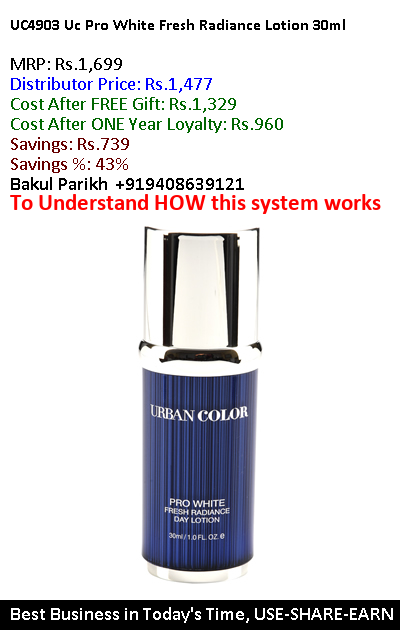 UC4903 Uc Pro White Fresh Radiance Lotion 30ml
MRP: Rs.1,699
Distributor Price: Rs.1,477
Cost After FREE Gift: Rs.1,329
Cost After ONE Year Loyalty: Rs.960
Savings: Rs.739
Savings %: 43%
Bakul Parikh +919408639121
To Understand HOW this system works
URBAN COLOR
PRO WHITE
FRESH RADIANCE
DAY LOTION
30ml / 1.0 FL. OZ. e
Best Business in Today's Time, USE-SHARE-EARN